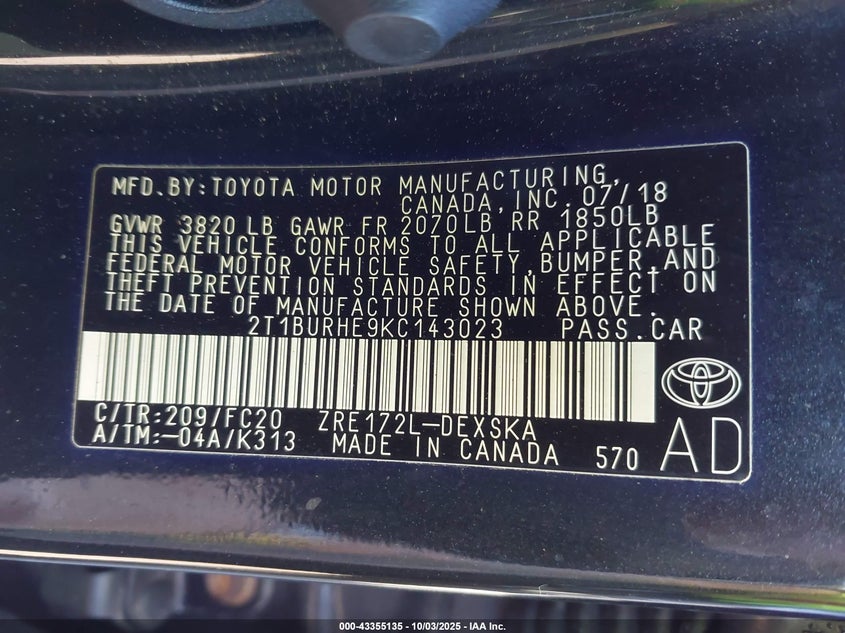 MFD.BY:TOYOTA MOTOR MANUFACTURING,
CANADA,INC. 07/18
GVWR 3820 LB GAWR FR 2070LB RR 1850LB
THIS VEHICLE CONFORMS TO ALL APPLICABLE
FEDERAL MOTOR VEHICLE SAFETY,BUMPER,AND
THEFT PREVENTION STANDARDS IN EFFECT ON
THE DATE OF MANUFACTURE SHOWN ABOVE.
2T1BURHE9KC143023 PASS.CAR
C/TR:209/FC20 ZRE172L-DEXSKA
A/TM:-04A/K313 MADE IN CANADA 570 AD
000-43355135 - 10/03/2025 - IAA Inc.